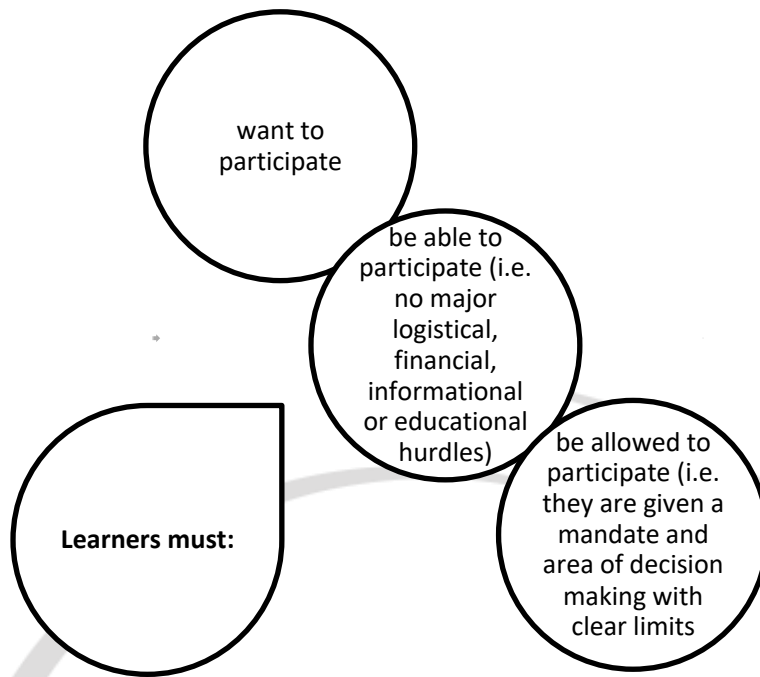 want to
participate
be able to
participate (i.e.
no major
logistical,
financial,
informational
or educational
hurdles)
be allowed to
participate (i.e.
they are given a
mandate and
area of decision
making with
clear limits
Learners must: